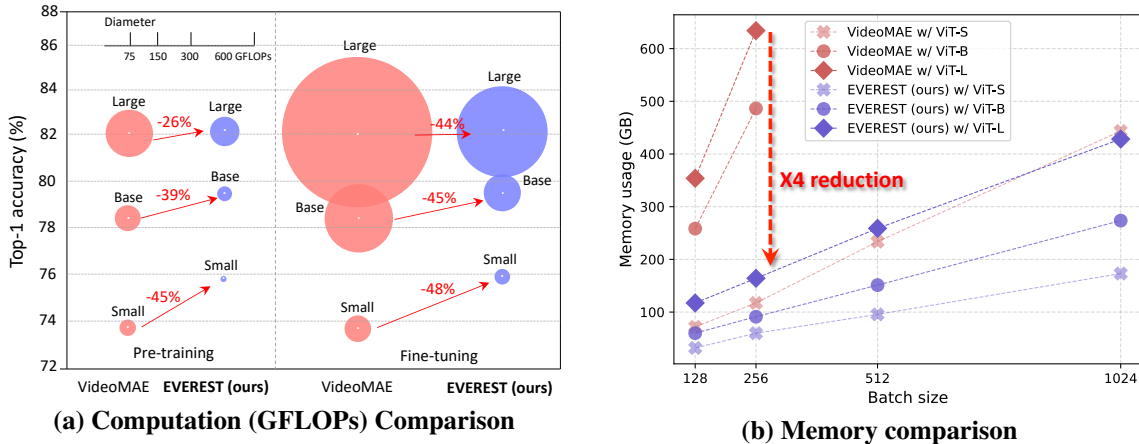 88
86
84
82
80
78
76
74
72
Top-1 accuracy (%)
Diameter
75 150 300 600 GFLOPs
Large
-26%
Large
Base
-39%
Base
Small
-45%
Small
Pre-training
Large
-44%
Large
Base
-45%
Base
Small
-48%
Small
Fine-tuning
VideoMAE EVEREST (ours) VideoMAE EVEREST (ours)
(a) Computation (GFLOPs) Comparison
600
500
400
300
200
100
Memory usage (GB)
VideoMAE w/ ViT-S
VideoMAE w/ ViT-B
VideoMAE w/ ViT-L
EVEREST (ours) w/ ViT-S
EVEREST (ours) w/ ViT-B
EVEREST (ours) w/ ViT-L
X4 reduction
128 256 512 1024
Batch size
(b) Memory comparison